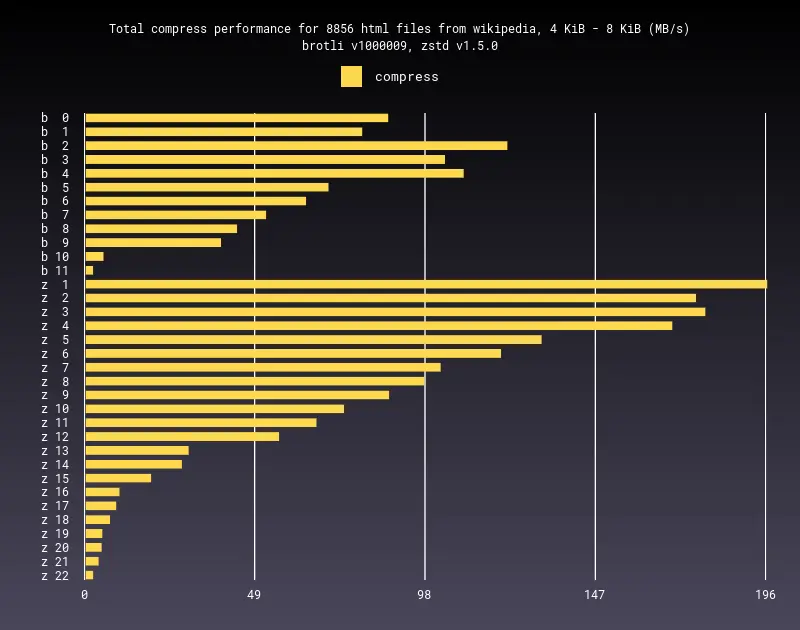 Total compress performance for 8856 html files from wikipedia, 4 KiB - 8 KiB (MB/s)
brotli v1000009, zstd v1.5.0
compress
b 0
b 1
b 2
b 3
b 4
b 5
b 6
b 7
b 8
b 9
b 10
b 11
z 1
z 2
z 3
z 4
z 5
z 6
z 7
z 8
z 9
z 10
z 11
z 12
z 13
z 14
z 15
z 16
z 17
z 18
z 19
z 20
z 21
z 22
0 49 98 147 196